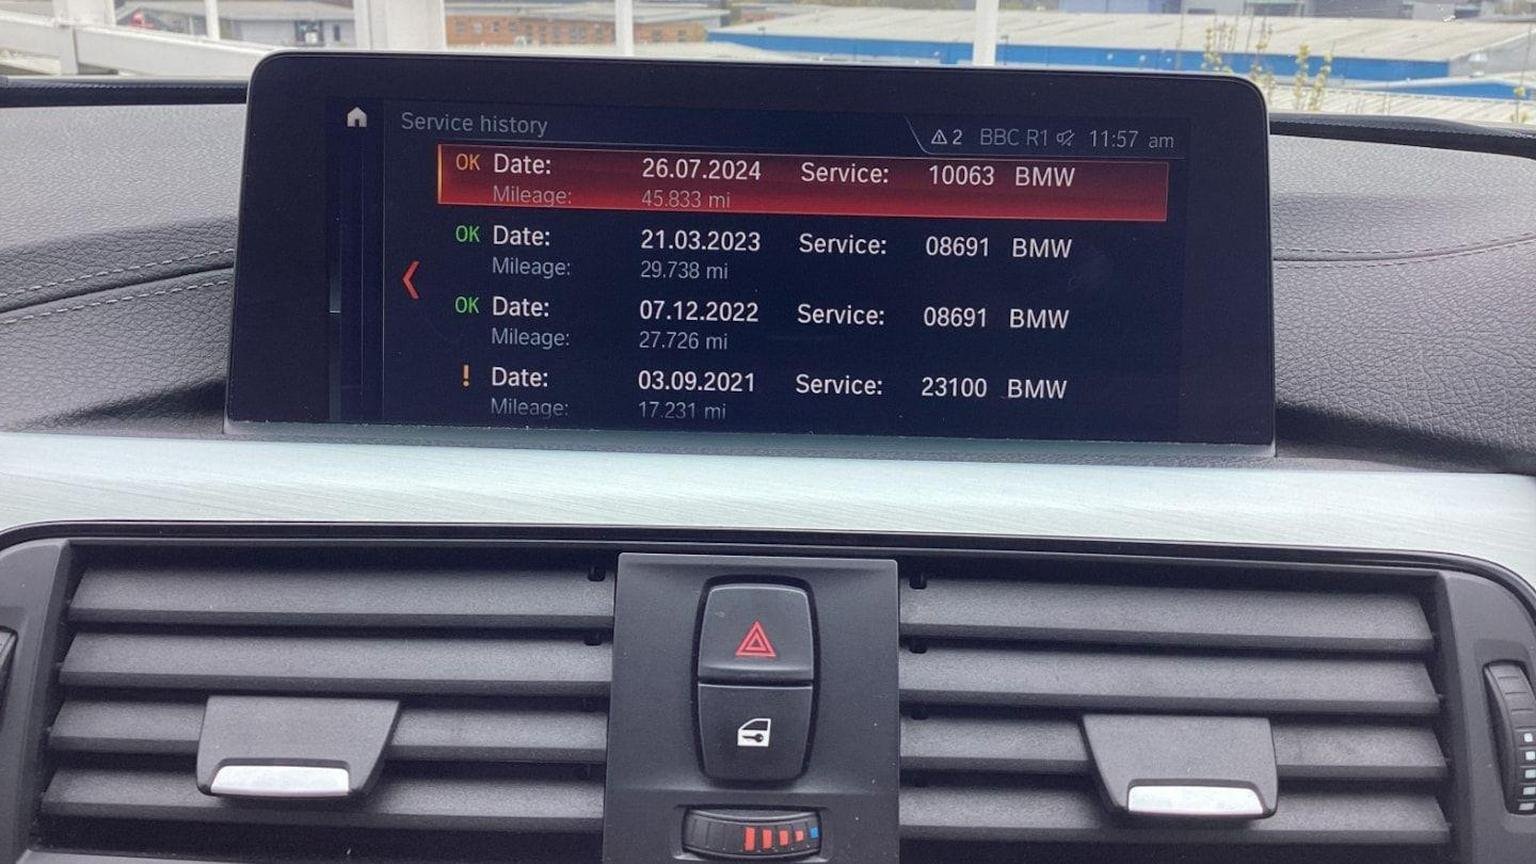 Service history
2 BBC R1 11:57 am
OK Date: 26.07.2024 Service: 10063 BMW
Mileage: 45.833 mi
OK Date: 21.03.2023 Service: 08691 BMW
Mileage: 29.738 mi
OK Date: 07.12.2022 Service: 08691 BMW
Mileage: 27.726 mi
! Date: 03.09.2021 Service: 23100 BMW
Mileage: 17.231 mi